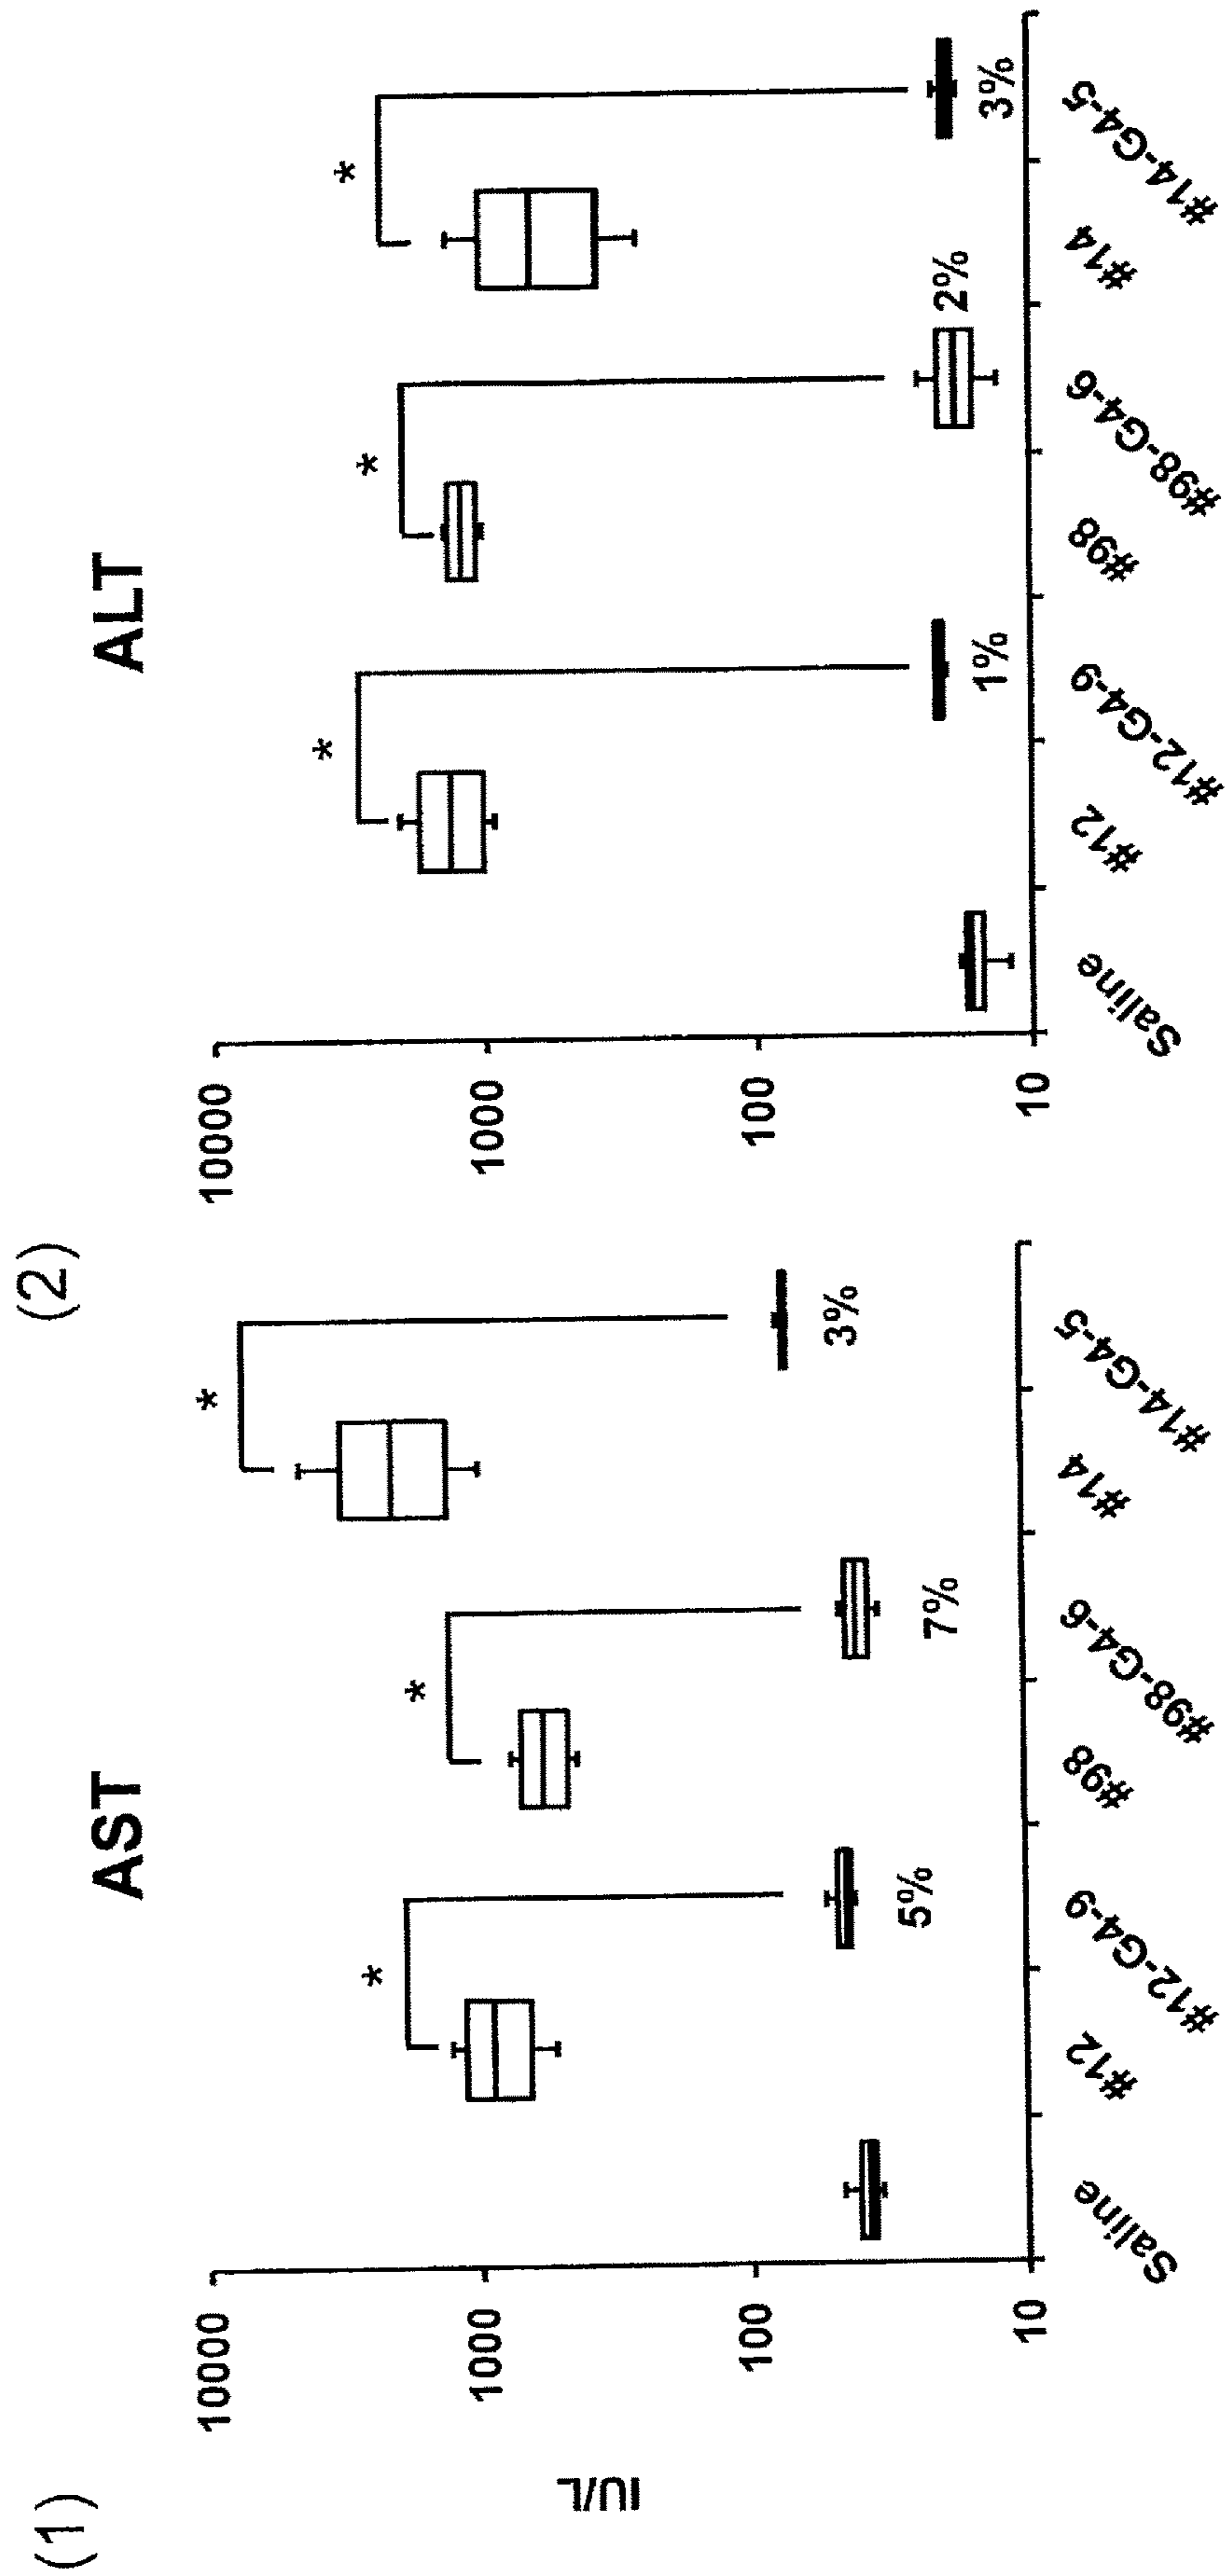 (1)
AST
IU/L
10000
1000
100
10
*
*
*
5%
7%
3%
Saline
#12
#12-G4-9
#98
#98-G4-6
#14
#14-G4-5
(2)
ALT
10000
1000
100
10
*
*
*
1%
2%
3%
Saline
#12
#12-G4-9
#98
#98-G4-6
#14
#14-G4-5